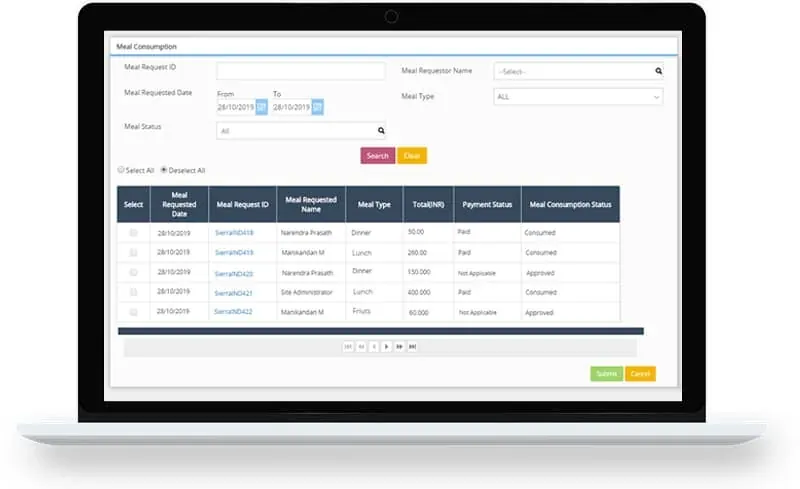 Meal Consumption
Meal Request ID
Meal Requestor Name --Select--
Meal Requested Date From To
28/10/2019 28/10/2019
Meal Type ALL
Meal Status All
Search Clear
Select All Deselect All
Select Meal Requested Date Meal Request ID Meal Requested Name Meal Type Total(INR) Payment Status Meal Consumption Status
28/10/2019 SierraIND418 Narendra Prasath Dinner 50.00 Paid Consumed
28/10/2019 SierraIND419 Manikandan M Lunch 260.00 Paid Consumed
28/10/2019 SierraIND420 Narendra Prasath Dinner 150.000 Not Applicable Approved
28/10/2019 SierraIND421 Site Administrator Lunch 400.000 Paid Consumed
28/10/2019 SierraIND422 Manikandan M Friuts 60.000 Not Applicable Approved
Submit Cancel